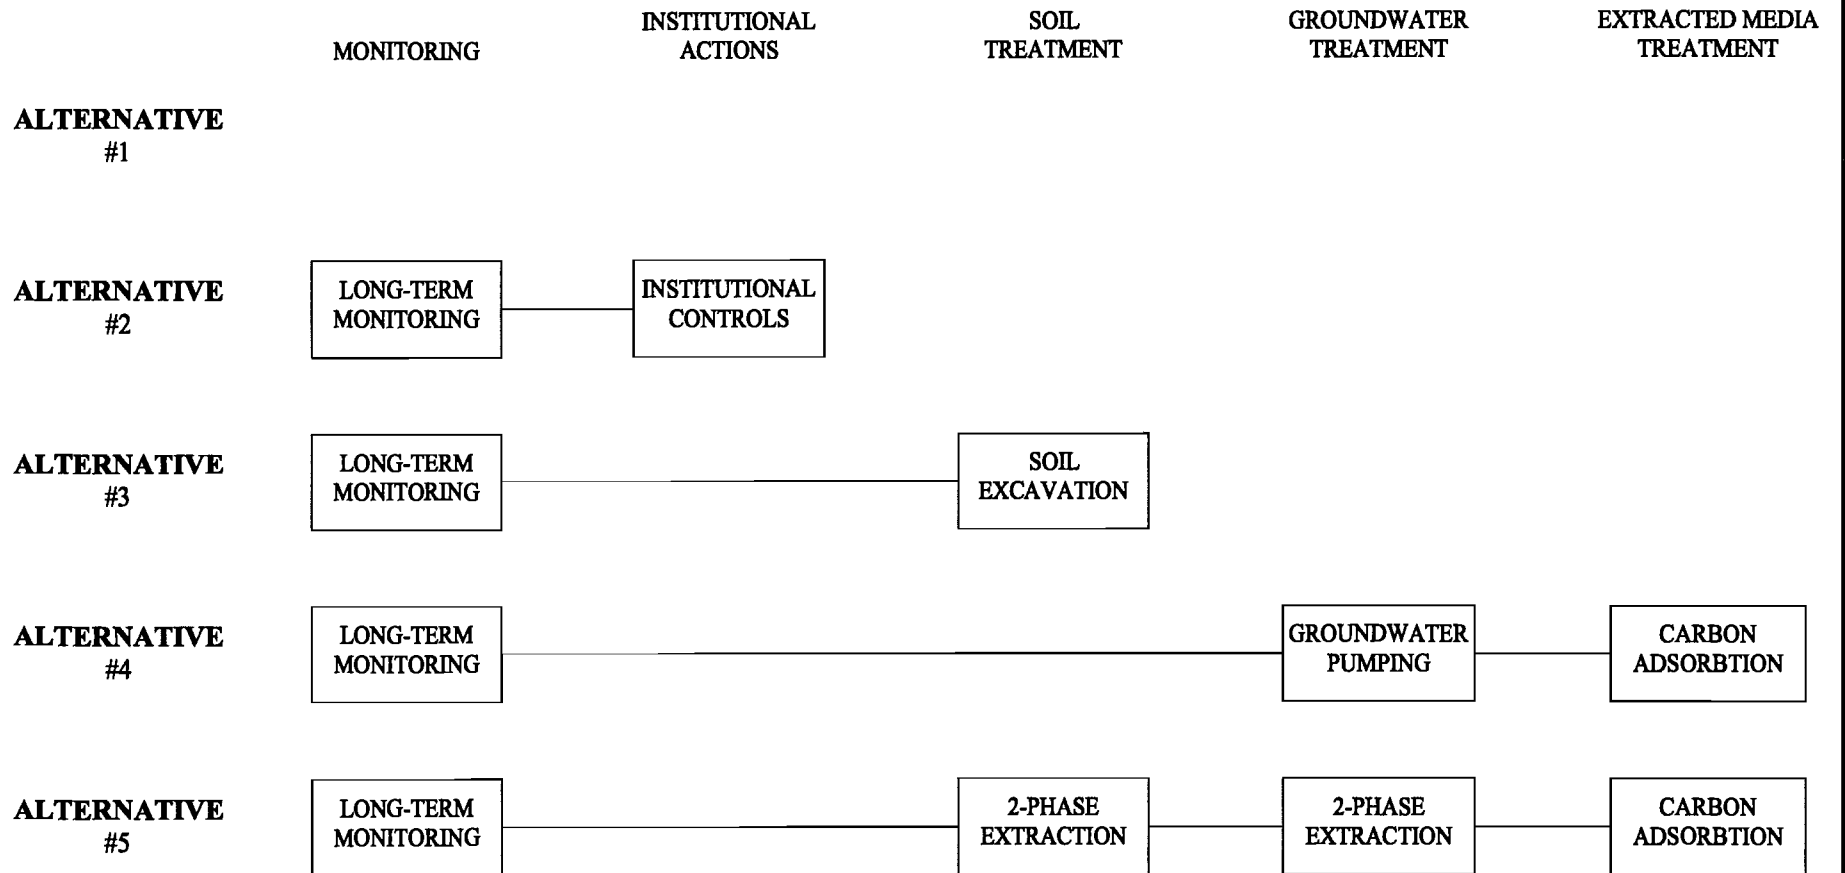 MONITORING
INSTITUTIONAL
ACTIONS
SOIL
TREATMENT
GROUNDWATER
TREATMENT
EXTRACTED MEDIA
TREATMENT
ALTERNATIVE
#1
ALTERNATIVE
#2
LONG-TERM
MONITORING
INSTITUTIONAL
CONTROLS
ALTERNATIVE
#3
LONG-TERM
MONITORING
SOIL
EXCAVATION
ALTERNATIVE
#4
LONG-TERM
MONITORING
GROUNDWATER
PUMPING
CARBON
ADSORBTION
ALTERNATIVE
#5
LONG-TERM
MONITORING
2-PHASE
EXTRACTION
2-PHASE
EXTRACTION
CARBON
ADSORBTION